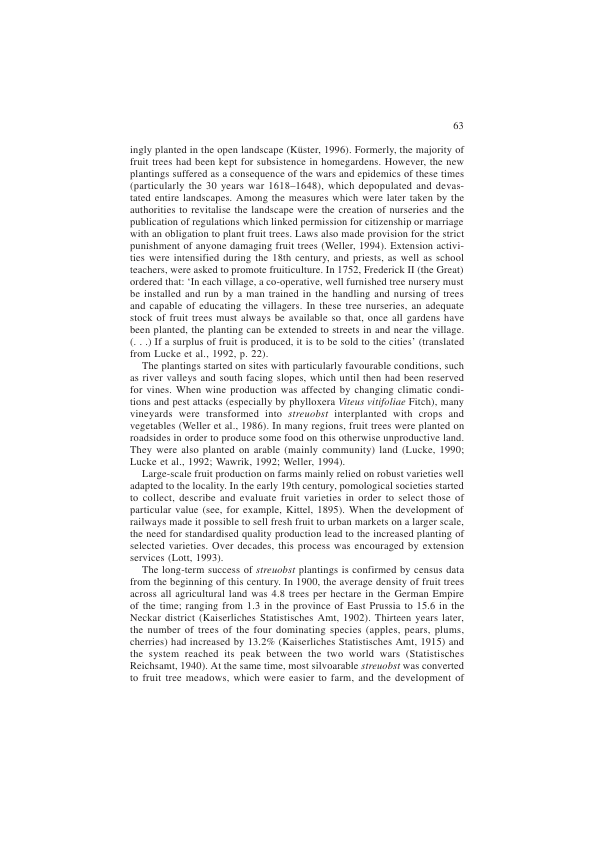 63
ingly planted in the open landscape (Küster, 1996). Formerly, the majority of
fruit trees had been kept for subsistence in homegardens. However, the new
plantings suffered as a consequence of the wars and epidemics of these times
(particularly the 30 years war 1618–1648), which depopulated and devas-
tated entire landscapes. Among the measures which were later taken by the
authorities to revitalise the landscape were the creation of nurseries and the
publication of regulations which linked permission for citizenship or marriage
with an obligation to plant fruit trees. Laws also made provision for the strict
punishment of anyone damaging fruit trees (Weller, 1994). Extension activi-
ties were intensified during the 18th century, and priests, as well as school
teachers, were asked to promote fruiticulture. In 1752, Frederick II (the Great)
ordered that: ‘In each village, a co-operative, well furnished tree nursery must
be installed and run by a man trained in the handling and nursing of trees
and capable of educating the villagers. In these tree nurseries, an adequate
stock of fruit trees must always be available so that, once all gardens have
been planted, the planting can be extended to streets in and near the village.
(. . .) If a surplus of fruit is produced, it is to be sold to the cities’ (translated
from Lucke et al., 1992, p. 22).
The plantings started on sites with particularly favourable conditions, such
as river valleys and south facing slopes, which until then had been reserved
for vines. When wine production was affected by changing climatic condi-
tions and pest attacks (especially by phylloxera Viteus vitifoliae Fitch), many
vineyards were transformed into streuobst interplanted with crops and
vegetables (Weller et al., 1986). In many regions, fruit trees were planted on
roadsides in order to produce some food on this otherwise unproductive land.
They were also planted on arable (mainly community) land (Lucke, 1990;
Lucke et al., 1992; Wawrik, 1992; Weller, 1994).
Large-scale fruit production on farms mainly relied on robust varieties well
adapted to the locality. In the early 19th century, pomological societies started
to collect, describe and evaluate fruit varieties in order to select those of
particular value (see, for example, Kittel, 1895). When the development of
railways made it possible to sell fresh fruit to urban markets on a larger scale,
the need for standardised quality production lead to the increased planting of
selected varieties. Over decades, this process was encouraged by extension
services (Lott, 1993).
The long-term success of streuobst plantings is confirmed by census data
from the beginning of this century. In 1900, the average density of fruit trees
across all agricultural land was 4.8 trees per hectare in the German Empire
of the time; ranging from 1.3 in the province of East Prussia to 15.6 in the
Neckar district (Kaiserliches Statistisches Amt, 1902). Thirteen years later,
the number of trees of the four dominating species (apples, pears, plums,
cherries) had increased by 13.2% (Kaiserliches Statistisches Amt, 1915) and
the system reached its peak between the two world wars (Statistisches
Reichsamt, 1940). At the same time, most silvoarable streuobst was converted
to fruit tree meadows, which were easier to farm, and the development of